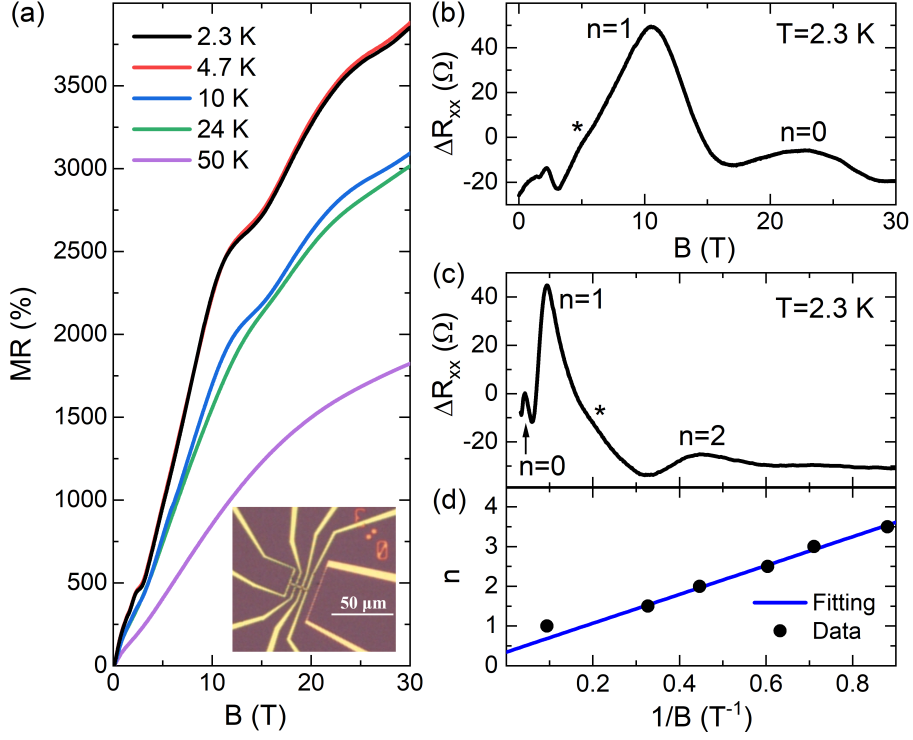 (a)
2.3 K
4.7 K
10 K
24 K
50 K
MR (%)
3500
3000
2500
2000
1500
1000
500
0
0 10 20 30
B (T)
50 μm
(b)
n=1
T=2.3 K
*
n=0
ΔRxx (Ω)
40
20
0
-20
0 10 20 30
B (T)
(c)
n=1
T=2.3 K
*
n=2
n=0
ΔRxx (Ω)
40
20
0
-20
(d)
n
4
3
2
1
0
Fitting
Data
0.2 0.4 0.6 0.8
1/B (T⁻¹)